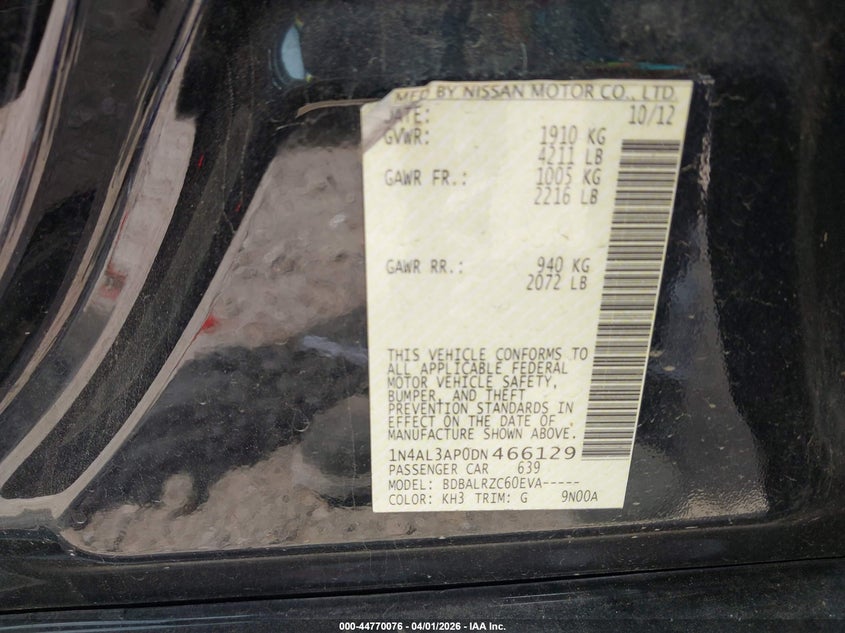 MFD BY NISSAN MOTOR CO., LTD.
DATE: 10/12
GVWR: 1910 KG
4211 LB
GAWR FR.: 1005 KG
2216 LB
GAWR RR.: 940 KG
2072 LB
THIS VEHICLE CONFORMS TO
ALL APPLICABLE FEDERAL
MOTOR VEHICLE SAFETY,
BUMPER, AND THEFT
PREVENTION STANDARDS IN
EFFECT ON THE DATE OF
MANUFACTURE SHOWN ABOVE.
1N4AL3AP0DN466129
PASSENGER CAR 639
MODEL: BDBALRZC60EVA-----
COLOR: KH3 TRIM: G 9N00A
000-44770076 - 04/01/2026 - IAA Inc.